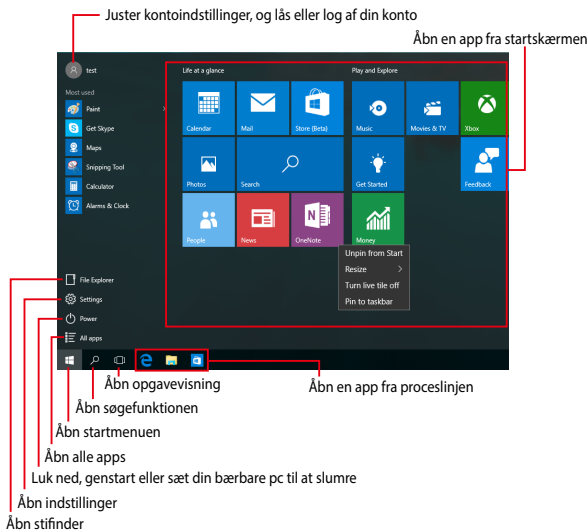 Juster kontoindstillinger, og lås eller log af din konto
Åbn en app fra startskærmen
test
Life at a glance
Play and Explore
Most used
Paint
Get Skype
Maps
Snipping Tool
Calculator
Alarms & Clock
Calendar
Mail
Store (Beta)
Music
Movies & TV
Xbox
Photos
Search
Get Started
Feedback
People
News
OneNote
Money
Unpin from Start
Resize
Turn live tile off
Pin to taskbar
File Explorer
Settings
Power
All apps
Åbn opgavevisning
Åbn en app fra proceslinjen
Åbn søgefunktionen
Åbn startmenuen
Åbn alle apps
Luk ned, genstart eller sæt din bærbare pc til at slumre
Åbn indstillinger
Åbn stifinder